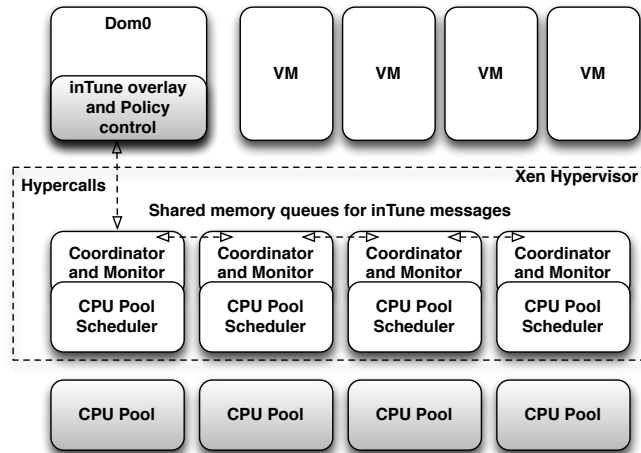 Dom0
inTune overlay
and Policy
control
VM
VM
VM
VM
Hypercalls
Xen Hypervisor
Shared memory queues for inTune messages
Coordinator
and Monitor
Coordinator
and Monitor
Coordinator
and Monitor
Coordinator
and Monitor
CPU Pool
Scheduler
CPU Pool
Scheduler
CPU Pool
Scheduler
CPU Pool
Scheduler
CPU Pool
CPU Pool
CPU Pool
CPU Pool